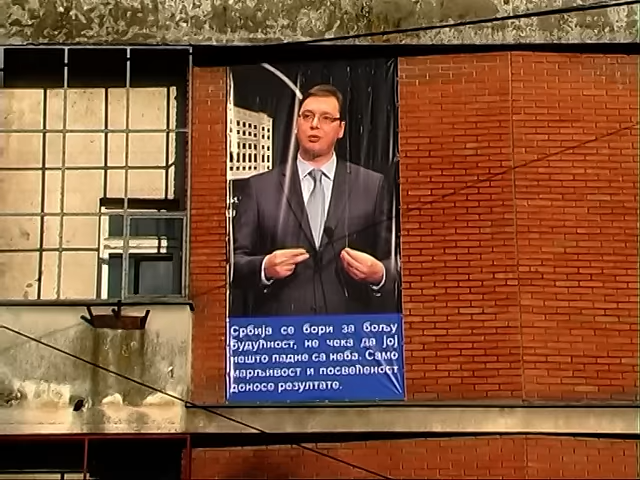 Србија се бори за бољу
будућност, не чека да јој
нешто падне са неба. Само
марљивост и посвећеност
доносе резултате.